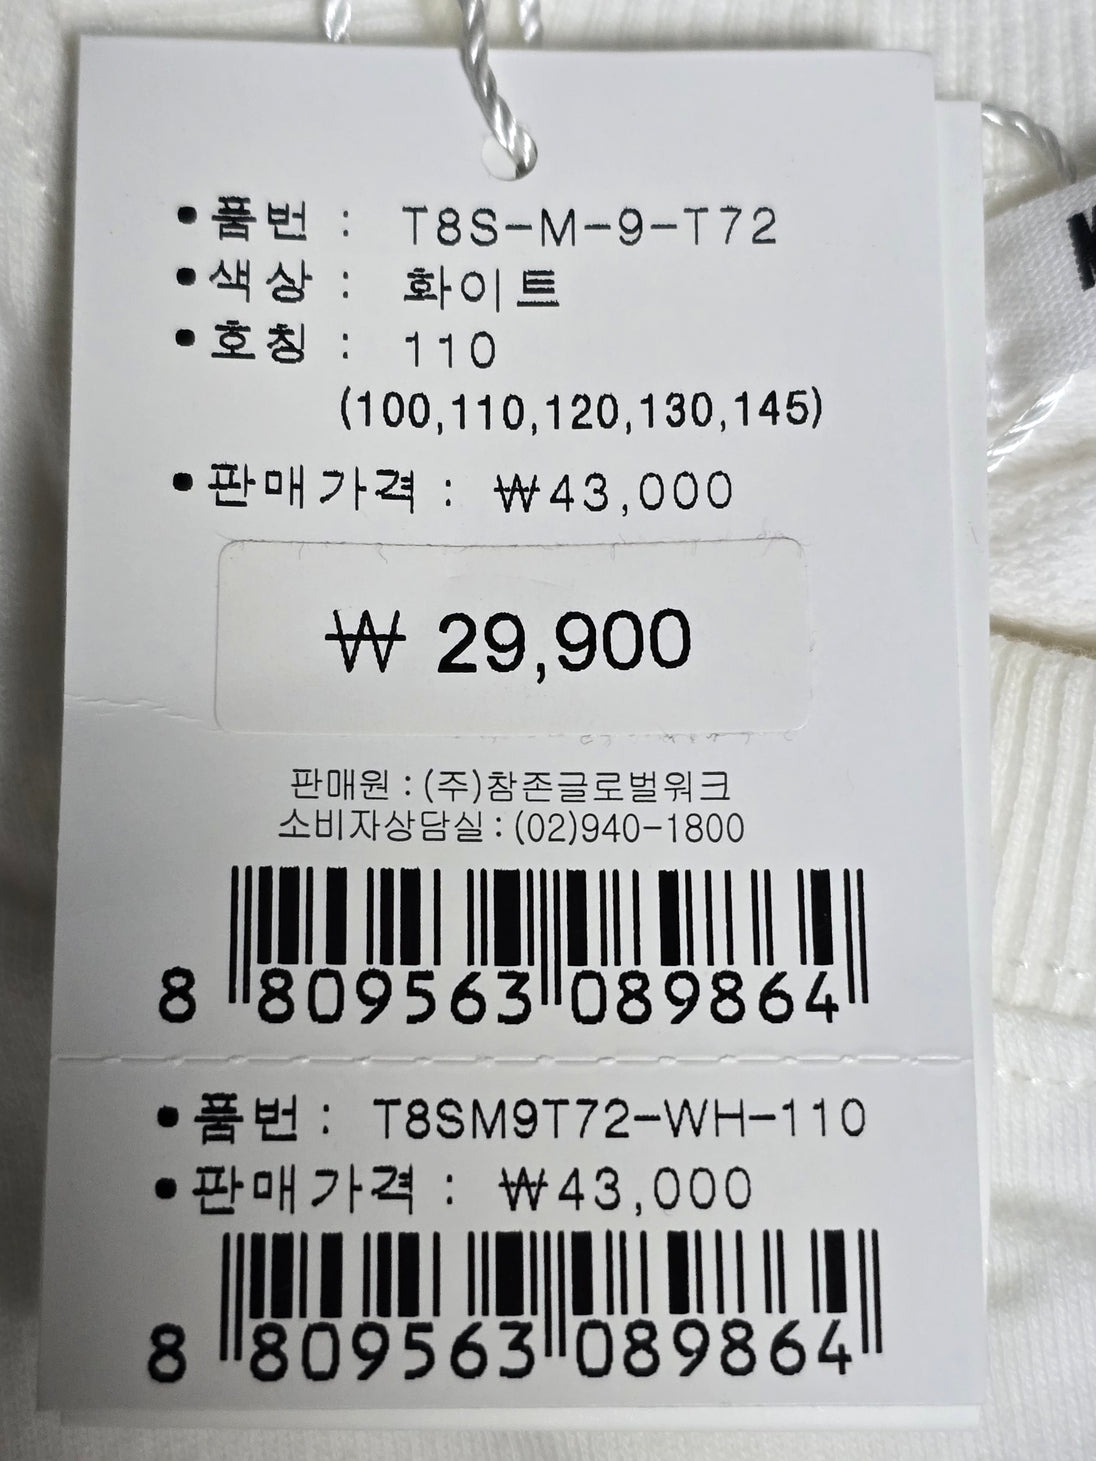 •품번 : T8S-M-9-T72
•색상 : 화이트
•호칭 : 110
(100,110,120,130,145)
•판매가격 : ₩43,000
₩ 29,900
판매원 : (주)참존글로벌워크
소비자상담실 : (02)940-1800
8 809563 089864
•품번 : T8SM9T72-WH-110
•판매가격 : ₩43,000
8 809563 089864